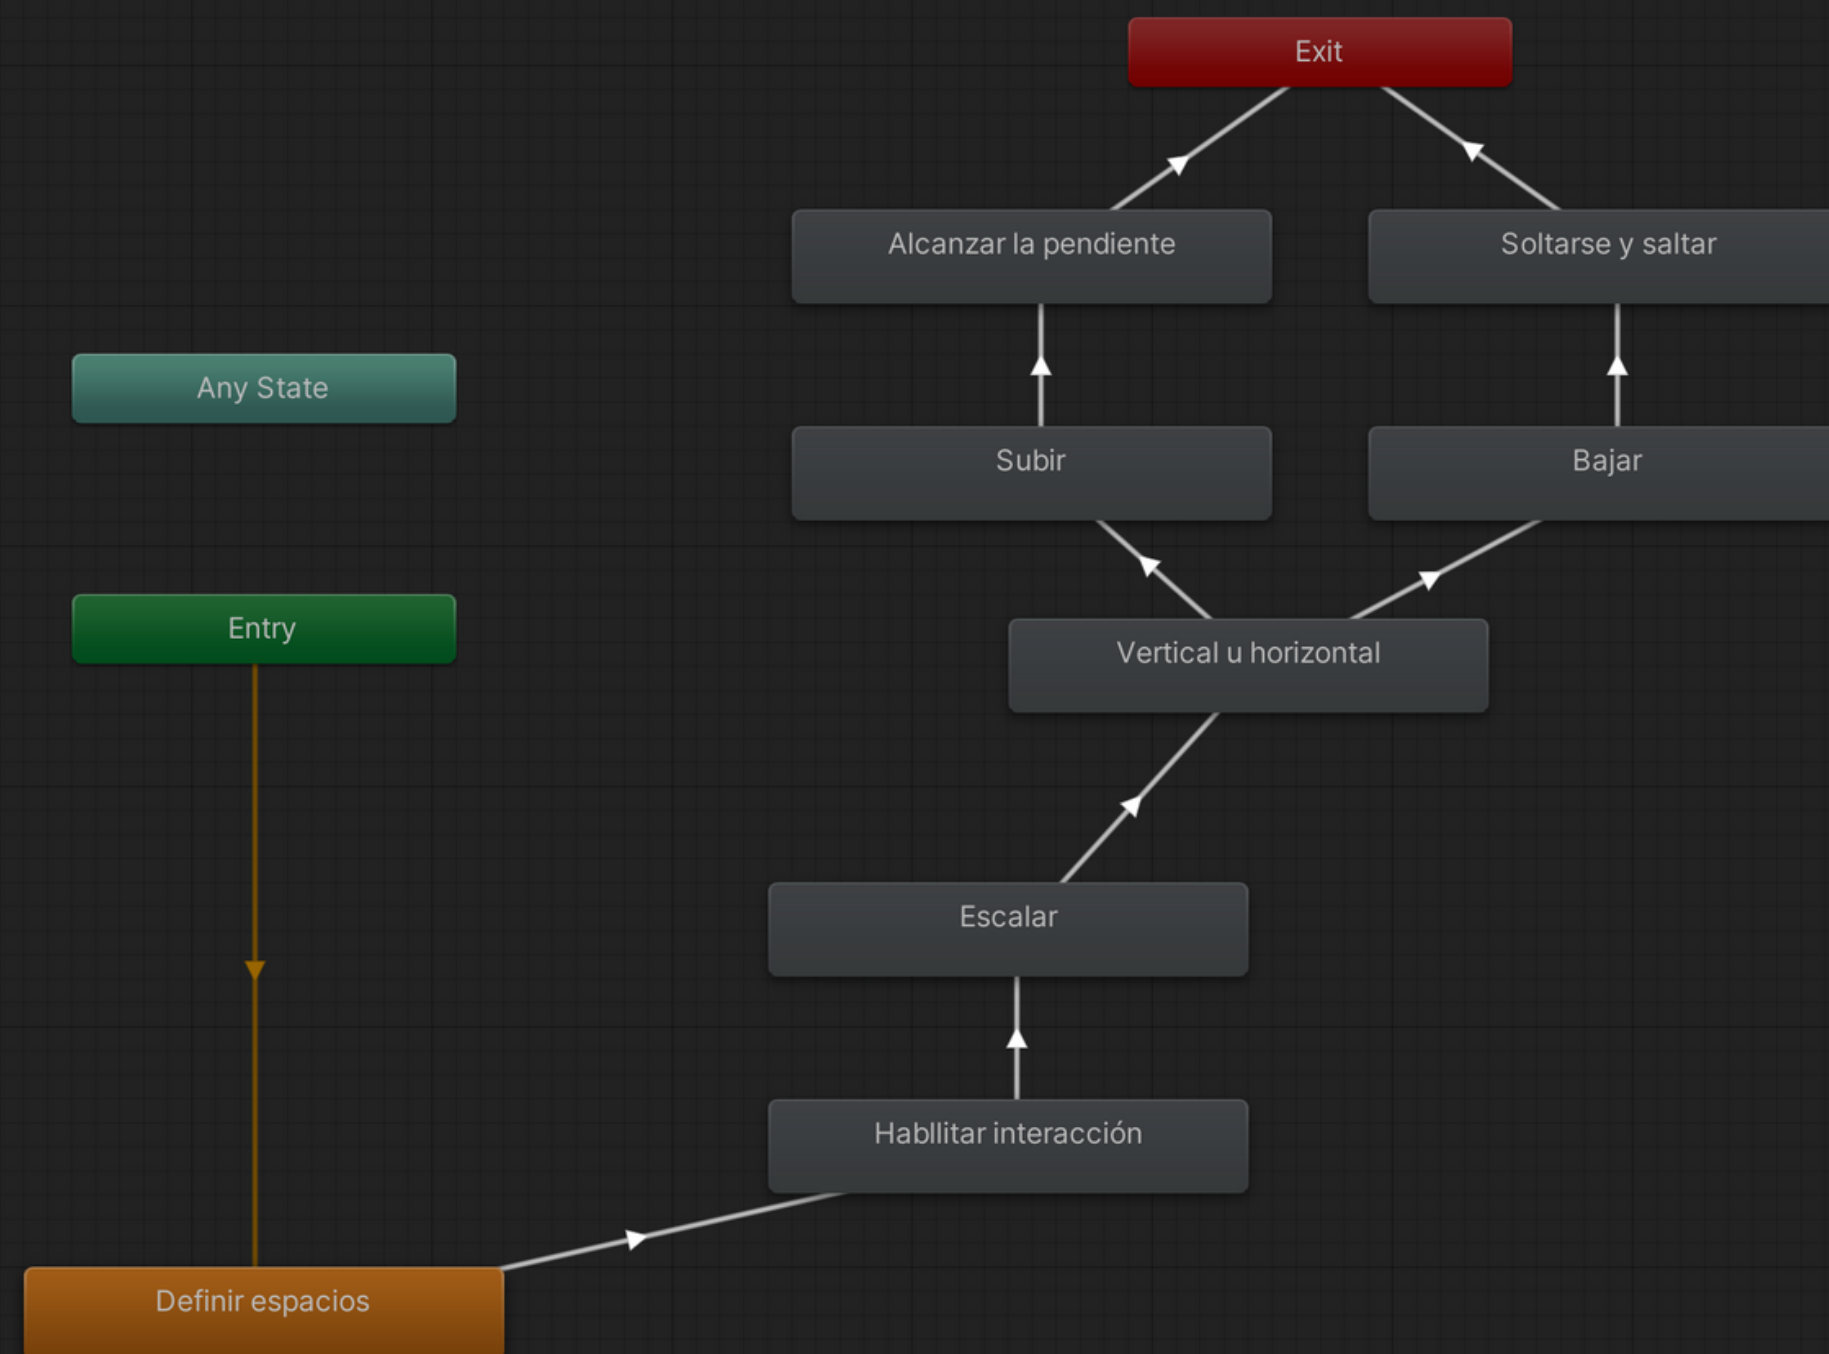 Exit
Alcanzar la pendiente
Soltarse y saltar
Any State
Subir
Bajar
Entry
Vertical u horizontal
Escalar
Habllitar interacción
Definir espacios